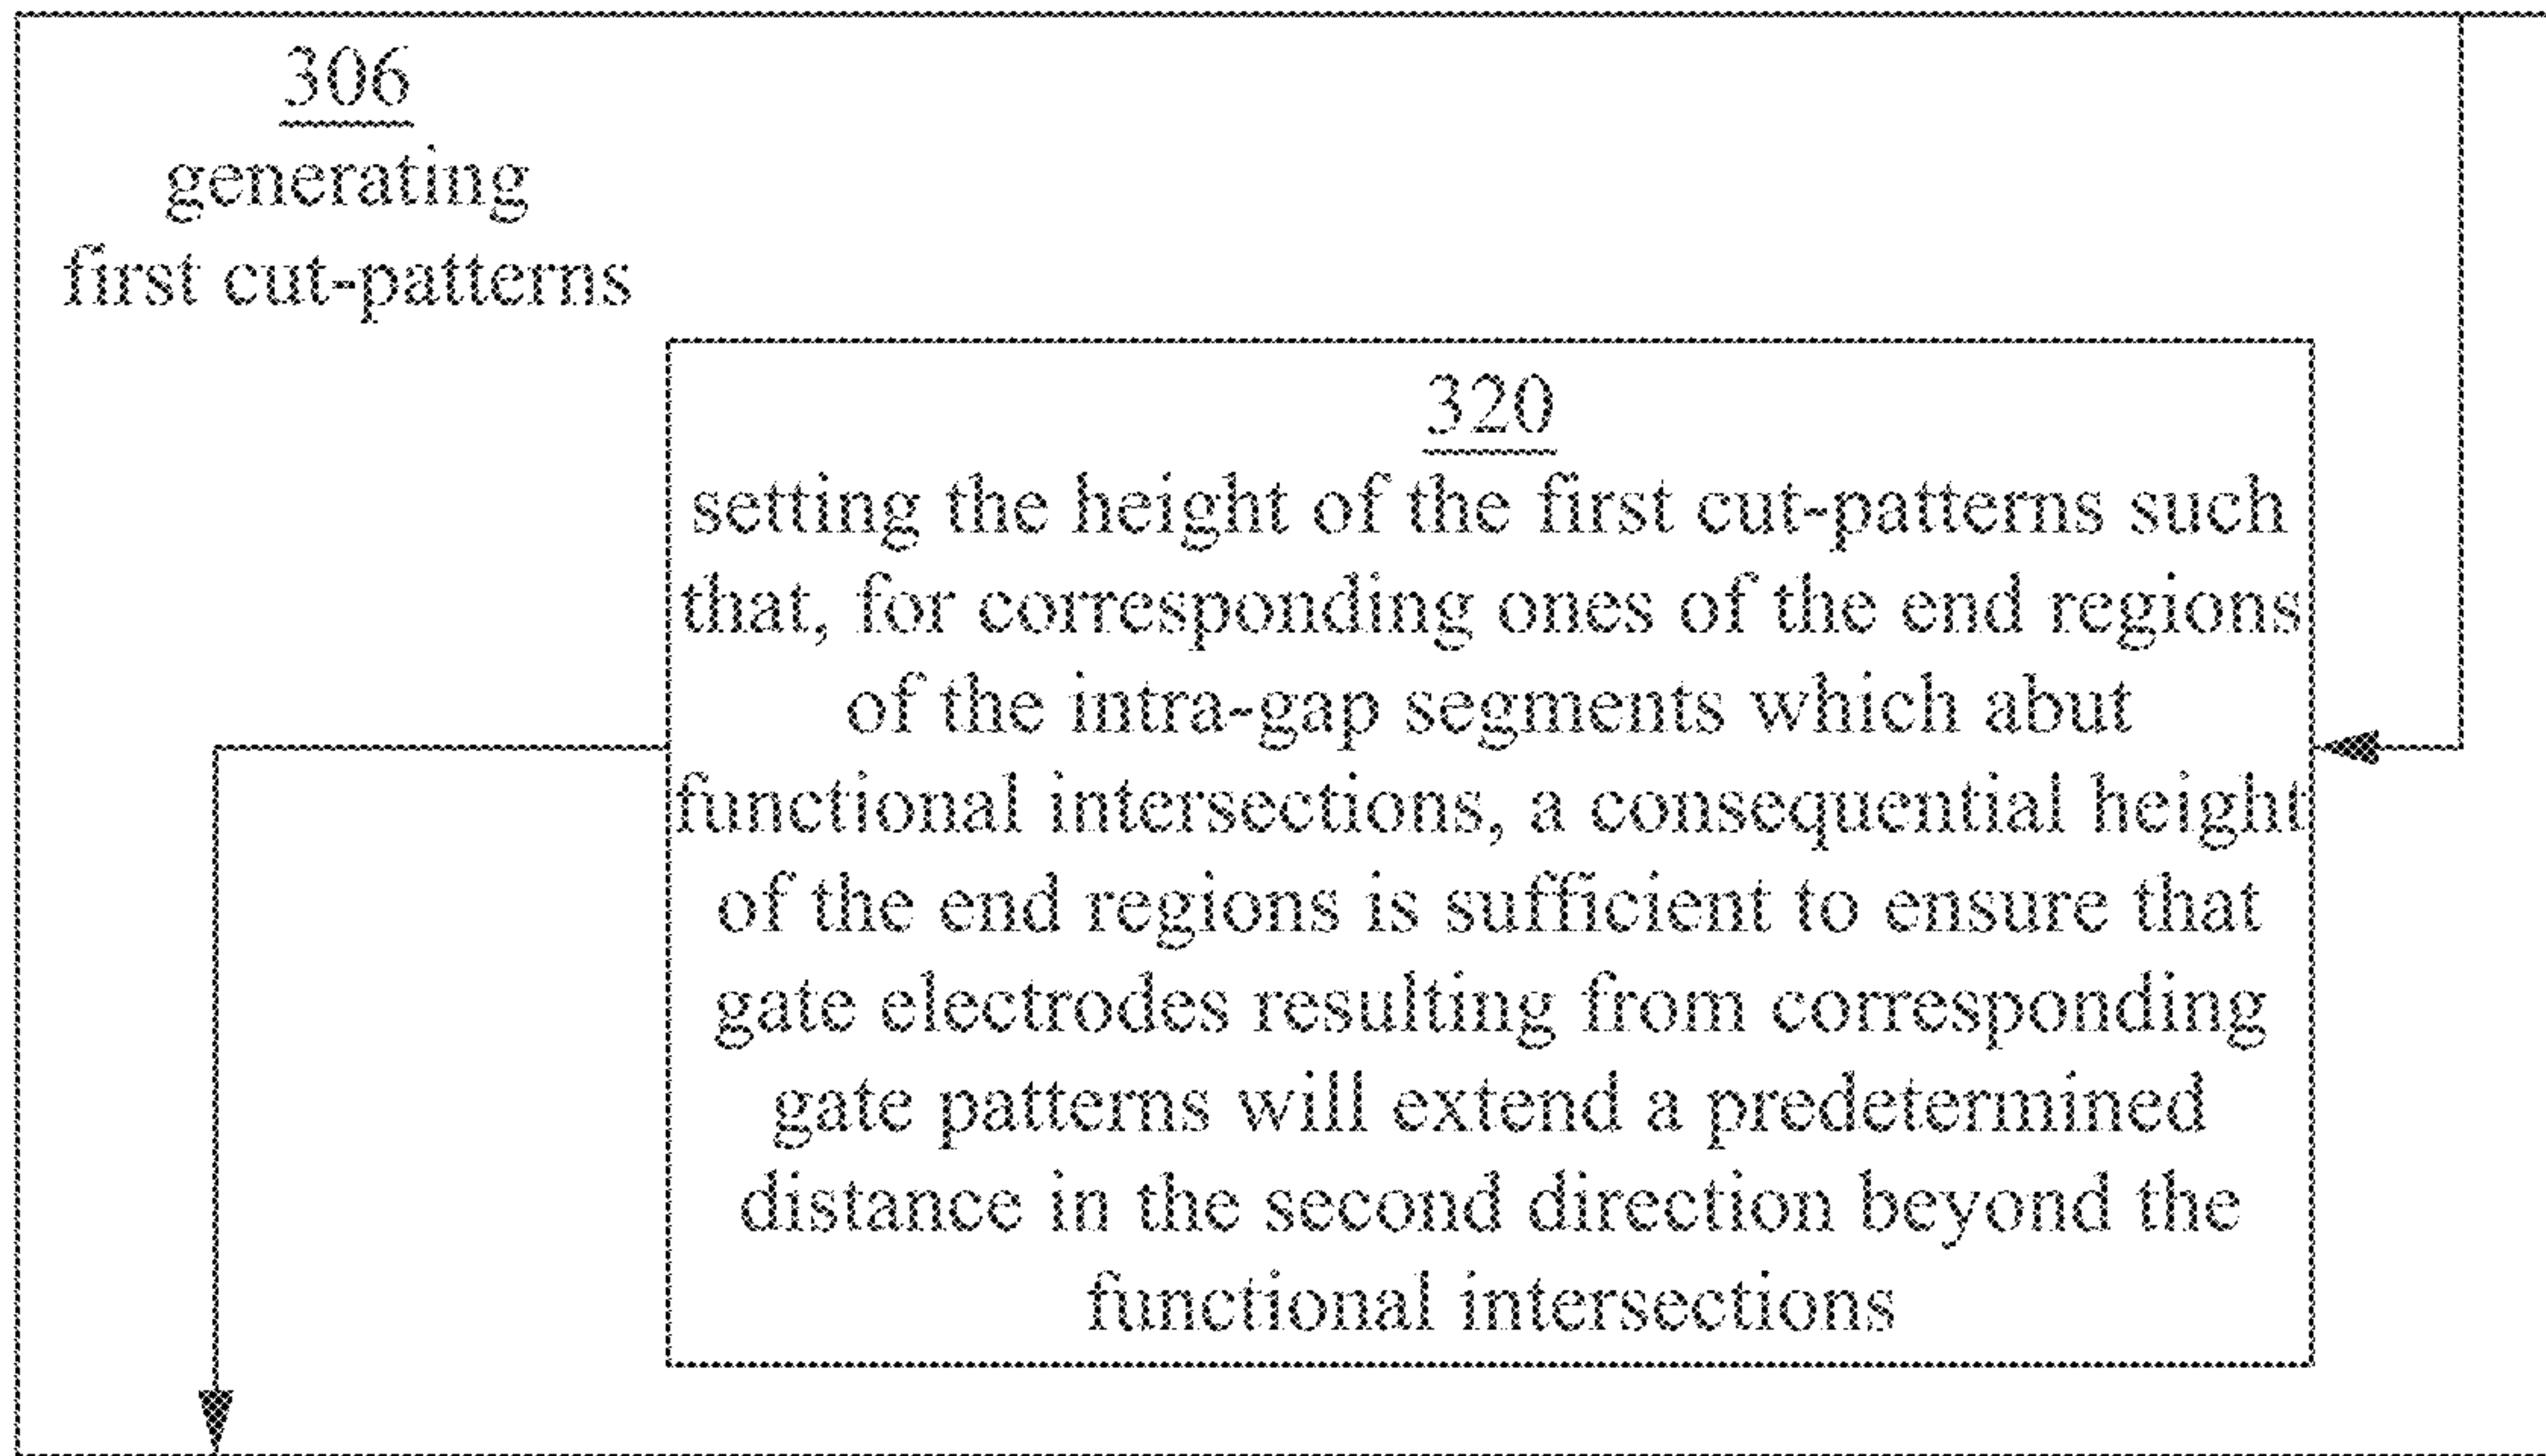 306
generating
first cut-patterns
320
setting the height of the first cut-patterns such
that, for corresponding ones of the end regions
of the intra-gap segments which abut
functional intersections, a consequential height
of the end regions is sufficient to ensure that
gate electrodes resulting from corresponding
gate patterns will extend a predetermined
distance in the second direction beyond the
functional intersections